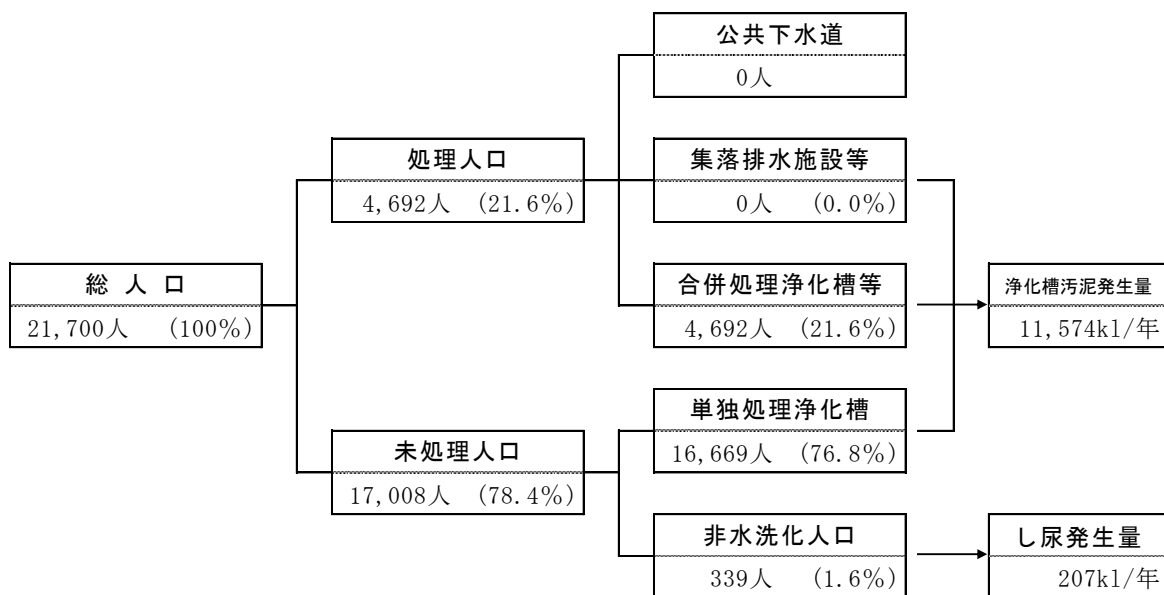 公共下水道
0人
処理人口
4,692人 (21.6%)
集落排水施設等
0人 (0.0%)
総人口
21,700人 (100%)
合併処理浄化槽等
4,692人 (21.6%)
浄化槽汚泥発生量
11,574kl/年
未処理人口
17,008人 (78.4%)
単独処理浄化槽
16,669人 (76.8%)
非水洗化人口
339人 (1.6%)
し尿発生量
207kl/年